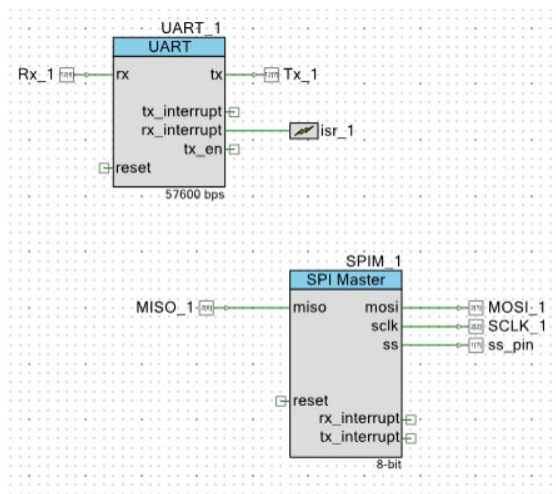 UART_1
UART
Rx_1 rx tx Tx_1
tx_interrupt
rx_interrupt isr_1
tx_en
reset
57600 bps
SPIM_1
SPI Master
MISO_1 miso mosi MOSI_1
sclk SCLK_1
ss ss_pin
reset
rx_interrupt
tx_interrupt
8-bit